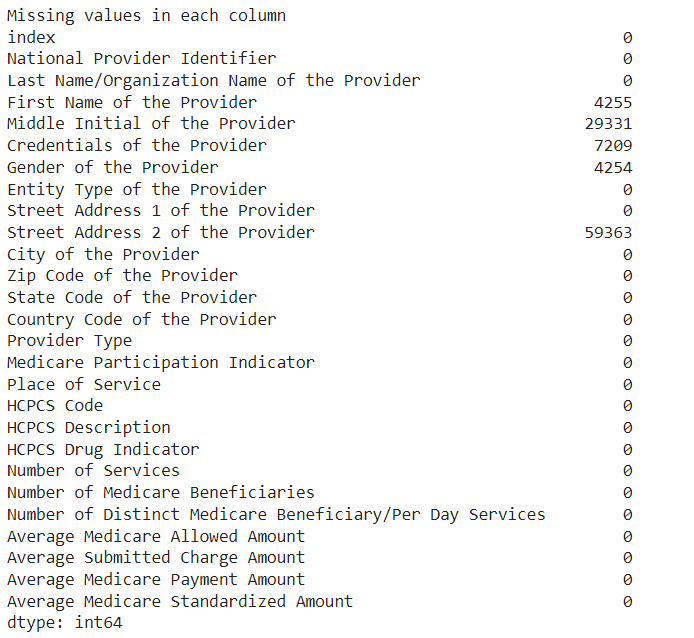 Missing values in each column
index 0
National Provider Identifier 0
Last Name/Organization Name of the Provider 0
First Name of the Provider 4255
Middle Initial of the Provider 29331
Credentials of the Provider 7209
Gender of the Provider 4254
Entity Type of the Provider 0
Street Address 1 of the Provider 0
Street Address 2 of the Provider 59363
City of the Provider 0
Zip Code of the Provider 0
State Code of the Provider 0
Country Code of the Provider 0
Provider Type 0
Medicare Participation Indicator 0
Place of Service 0
HCPCS Code 0
HCPCS Description 0
HCPCS Drug Indicator 0
Number of Services 0
Number of Medicare Beneficiaries 0
Number of Distinct Medicare Beneficiary/Per Day Services 0
Average Medicare Allowed Amount 0
Average Submitted Charge Amount 0
Average Medicare Payment Amount 0
Average Medicare Standardized Amount 0
dtype: int64